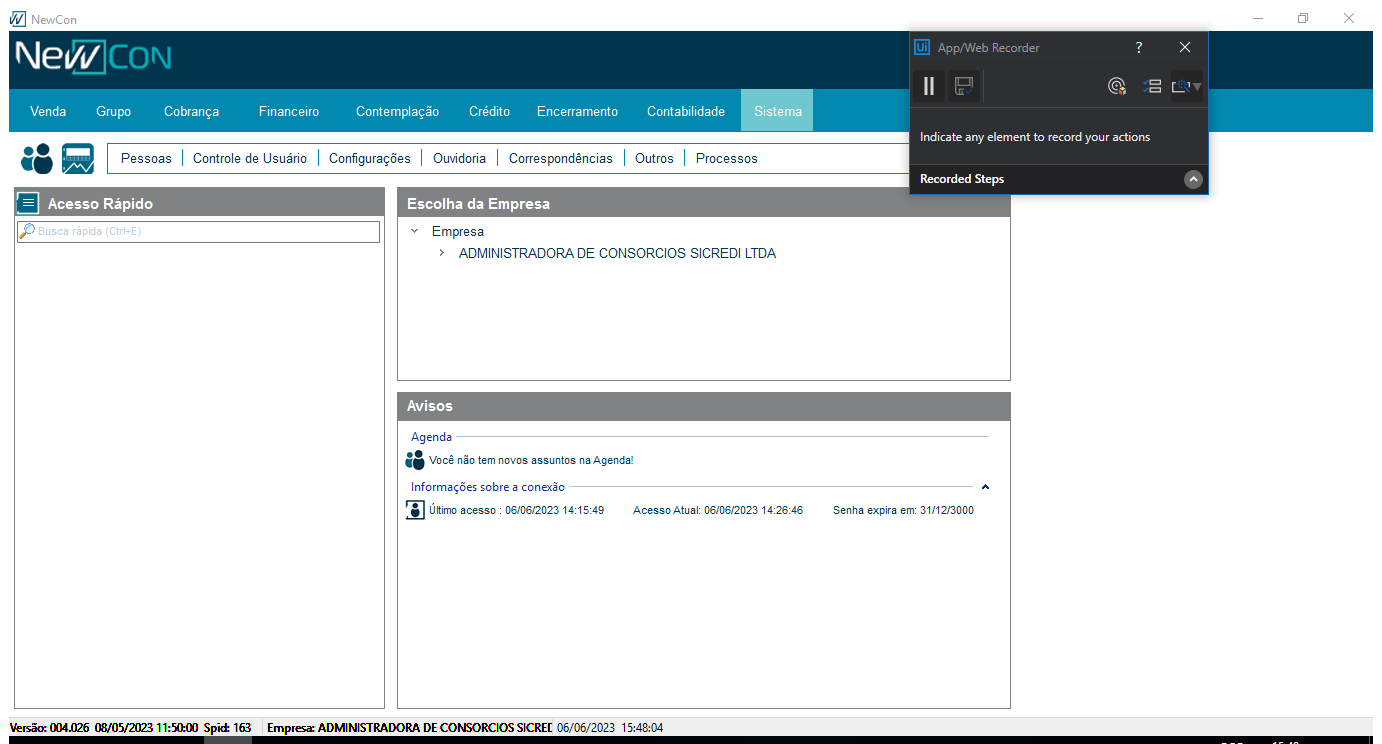 NewCon
NewCon
App/Web Recorder
?
Venda Grupo Cobrança Financeiro Contemplação Crédito Encerramento Contabilidade Sistema
Indicate any element to record your actions
Recorded Steps
Pessoas Controle de Usuário Configurações Ouvidoria Correspondências Outros Processos
Acesso Rápido
Busca rápida (Ctrl+E)
Escolha da Empresa
Empresa
ADMINISTRADORA DE CONSORCIOS SICREDI LTDA
Avisos
Agenda
Você não tem novos assuntos na Agenda!
Informações sobre a conexão
Último acesso : 06/06/2023 14:15:49 Acesso Atual: 06/06/2023 14:26:46 Senha expira em: 31/12/3000
Versão: 004.026 08/05/2023 11:50:00 Spid: 163 Empresa: ADMINISTRADORA DE CONSORCIOS SICREI 06/06/2023 15:48:04